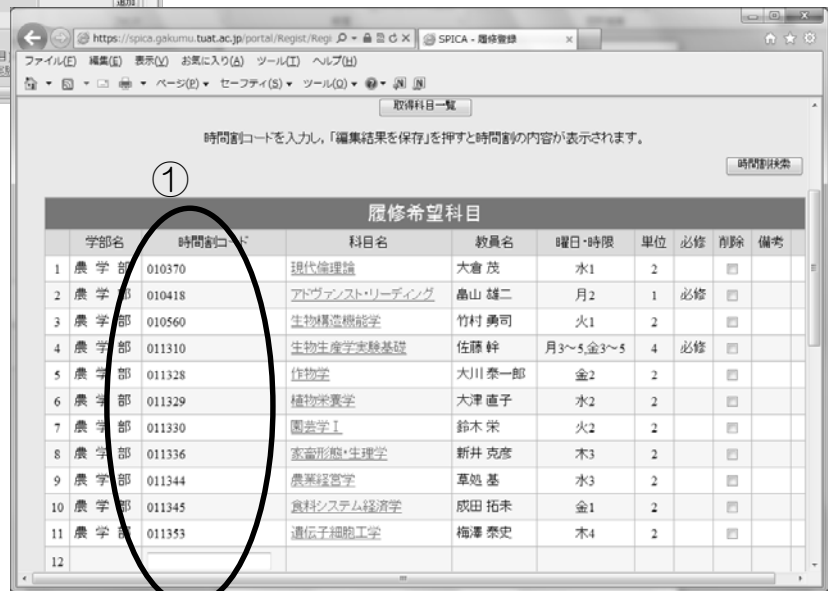 追加
https://spica.gakumu.tuat.ac.jp/portal/Regist/Regi
SPICA - 履修登録
ファイル(F) 編集(E) 表示(V) お気に入り(A) ツール(T) ヘルプ(H)
ページ(P) セーフティ(S) ツール(O)
取得科目一覧
時間割コードを入力し,「編集結果を保存」を押すと時間割の内容が表示されます。
時間割検索
①
履修希望科目
学部名 時間割コード 科目名 教員名 曜日・時限 単位 必修 削除 備考
1 農 学 部 010370 現代倫理論 大倉 茂 水1 2
2 農 学 部 010418 アドヴァンスト・リーディング 畠山 雄二 月2 1 必修
3 農 学 部 010560 生物構造機能学 竹村 勇司 火1 2
4 農 学 部 011310 生物生産学実験基礎 佐藤 幹 月3～5,金3～5 4 必修
5 農 学 部 011328 作物学 大川 泰一郎 金2 2
6 農 学 部 011329 植物栄養学 大津 直子 水2 2
7 農 学 部 011330 園芸学Ⅰ 鈴木 栄 火2 2
8 農 学 部 011336 家畜形態・生理学 新井 克彦 木3 2
9 農 学 部 011344 農業経営学 草処 基 水3 2
10 農 学 部 011345 食料システム経済学 成田 拓未 金1 2
11 農 学 部 011353 遺伝子細胞工学 梅澤 泰史 木4 2
12